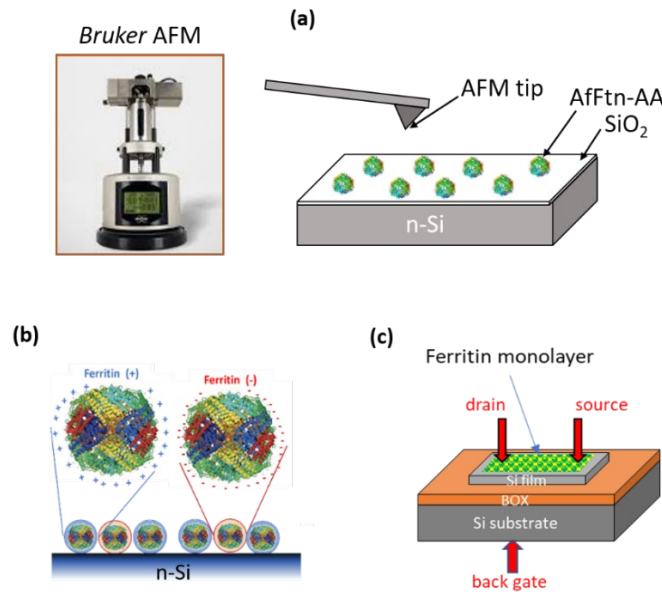 Bruker AFM
(a)
AFM tip
AfFtn-AA
SiO₂
n-Si
(b)
Ferritin (+)
Ferritin (-)
n-Si
(c)
Ferritin monolayer
drain
source
Si film
BOX
Si substrate
back gate